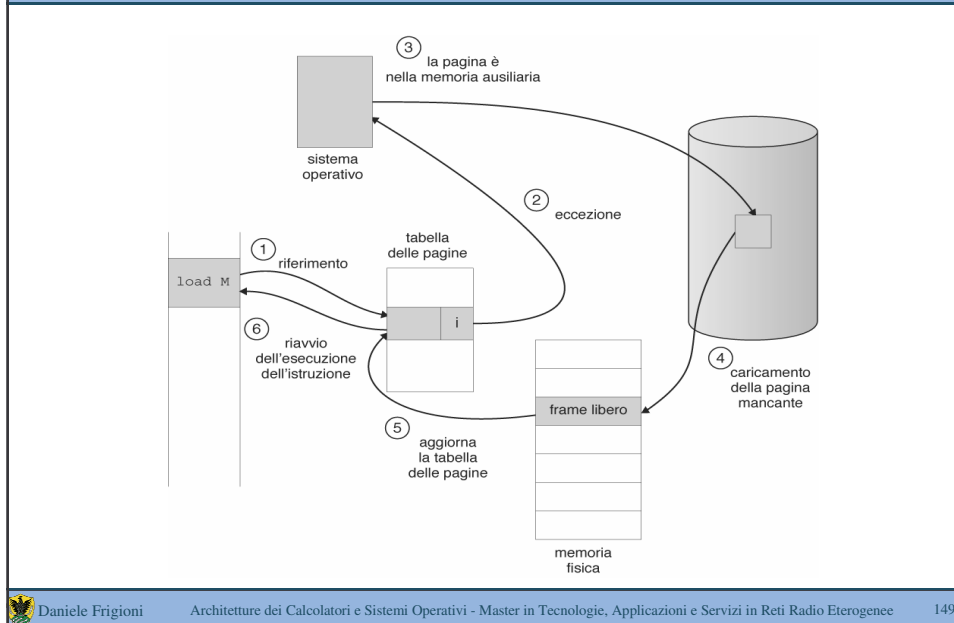 3
la pagina è
nella memoria ausiliaria
sistema
operativo
2
eccezione
tabella
delle pagine
1
riferimento
load M
i
6
riavvio
dell'esecuzione
dell'istruzione
4
caricamento
della pagina
mancante
frame libero
5
aggiorna
la tabella
delle pagine
memoria
fisica
Daniele Frigioni Architetture dei Calcolatori e Sistemi Operativi - Master in Tecnologie, Applicazioni e Servizi in Reti Radio Eterogenee 149